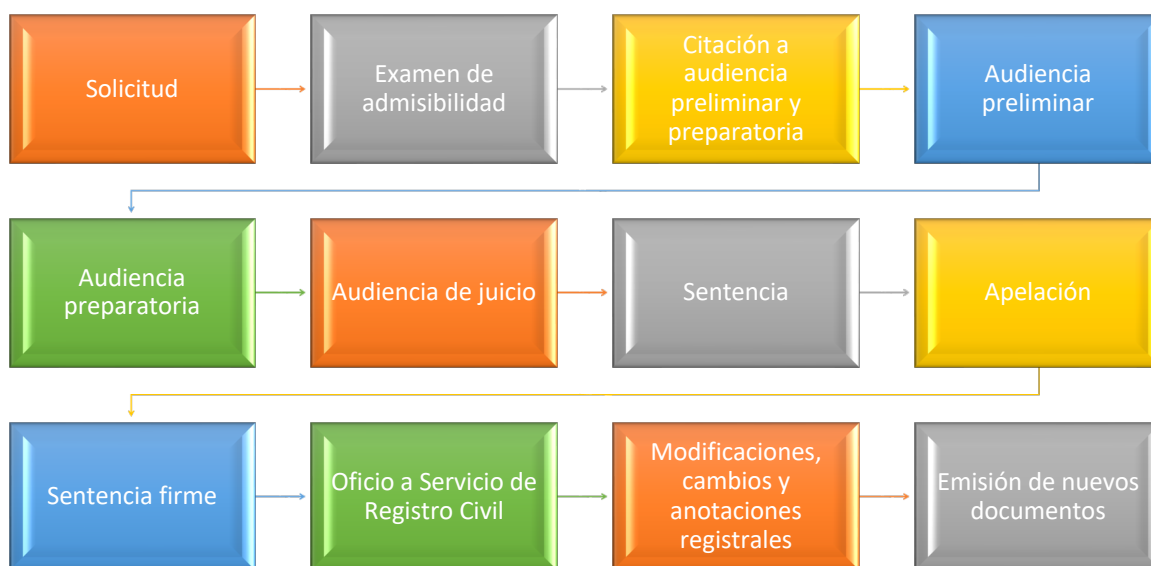 Solicitud
Examen de
admisibilidad
Citación a
audiencia
preliminar y
preparatoria
Audiencia
preliminar
Audiencia
preparatoria
Audiencia de juicio
Sentencia
Apelación
Sentencia firme
Oficio a Servicio de
Registro Civil
Modificaciones,
cambios y
anotaciones
registrales
Emisión de nuevos
documentos